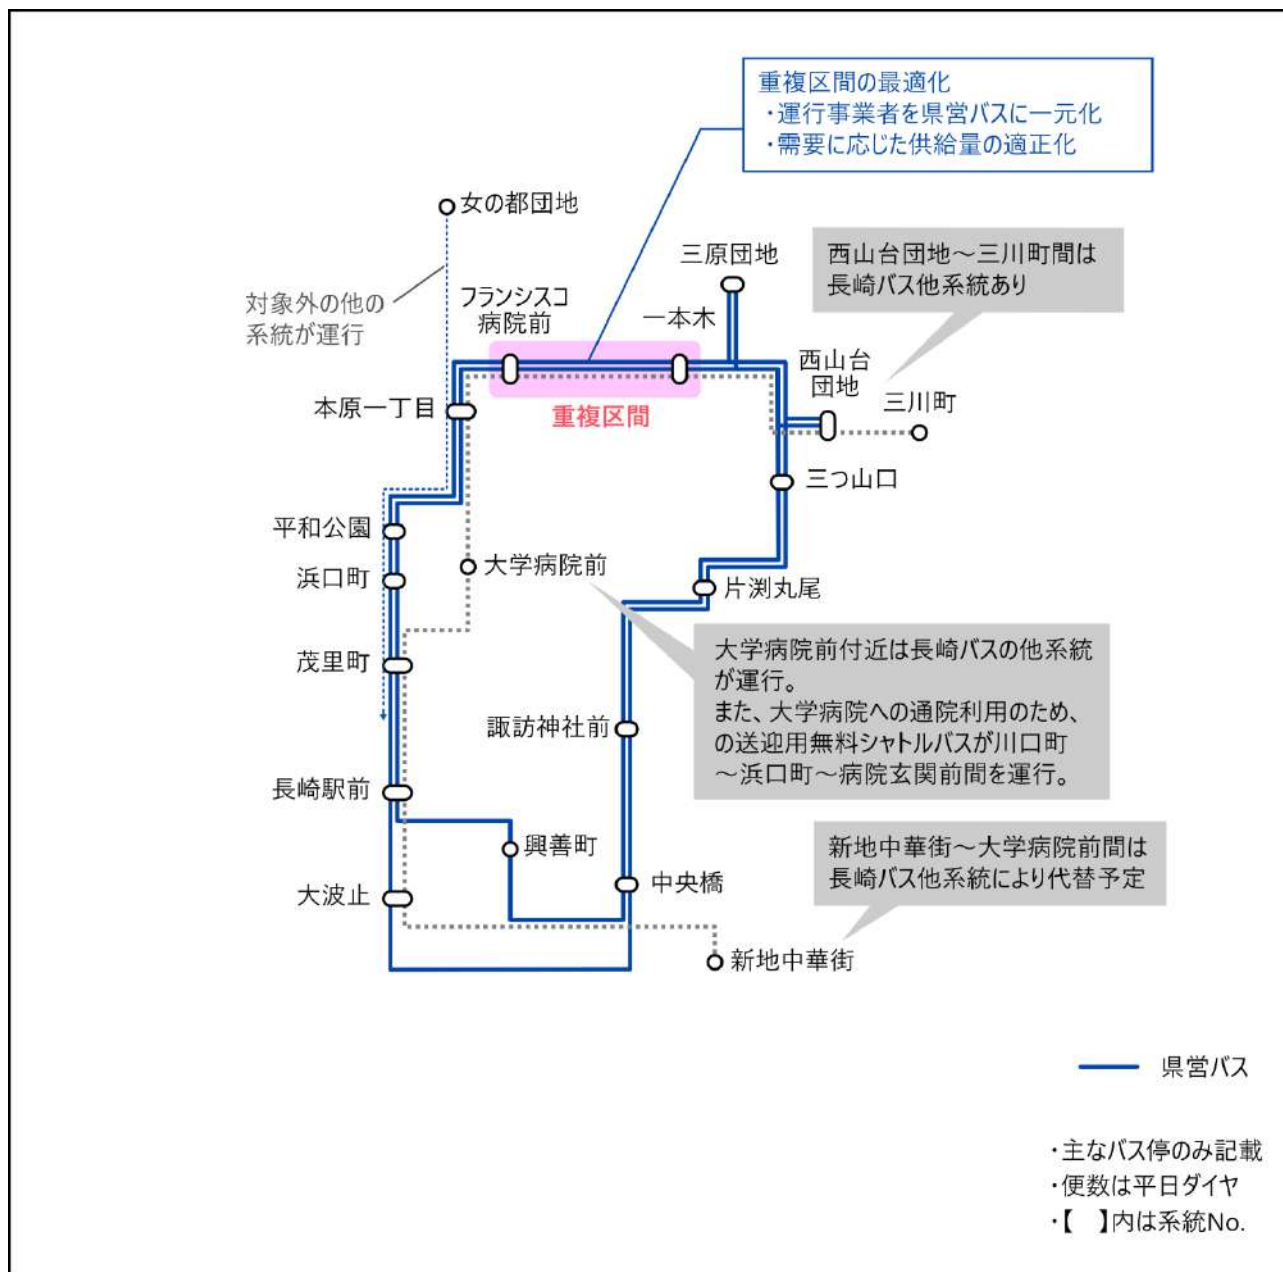 重複区間の最適化
・運行事業者を県営バスに一元化
・需要に応じた供給量の適正化
女の都団地
対象外の他の
系統が運行
フランシスコ
病院前
三原団地
一本木
西山台団地～三川町間は
長崎バス他系統あり
西山台
団地
三川町
重複区間
本原一丁目
三つ山口
平和公園
大学病院前
浜口町
片渕丸尾
茂里町
大学病院前付近は長崎バスの他系統
が運行。
また、大学病院への通院利用のため、
の送迎用無料シャトルバスが川口町
～浜口町～病院玄関前間を運行。
諏訪神社前
長崎駅前
興善町
新地中華街～大学病院前間は
長崎バス他系統により代替予定
大波止
中央橋
新地中華街
県営バス
・主なバス停のみ記載
・便数は平日ダイヤ
・【　】内は系統No.